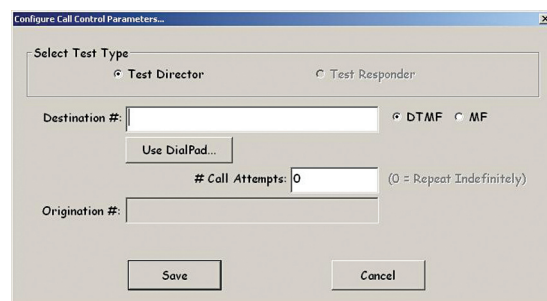 Configure Call Control Parameters...
Select Test Type
Test Director Test Responder
Destination #: DTMF MF
Use DialPad...
# Call Attempts: 0 (0 = Repeat Indefinitely)
Origination #:
Save Cancel